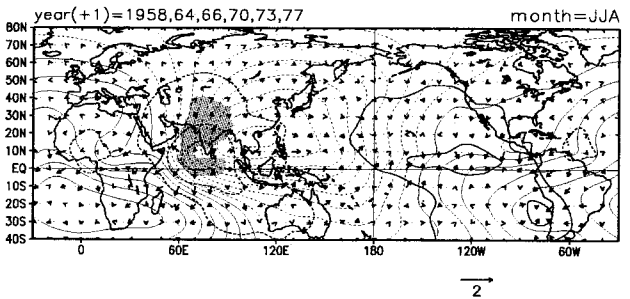 year(+1)=1958,64,66,70,73,77
month=JJA
80N
70N
60N
50N
40N
30N
20N
10N
EQ
10S
20S
30S
40S
0
60E
120E
180
120W
60W
2